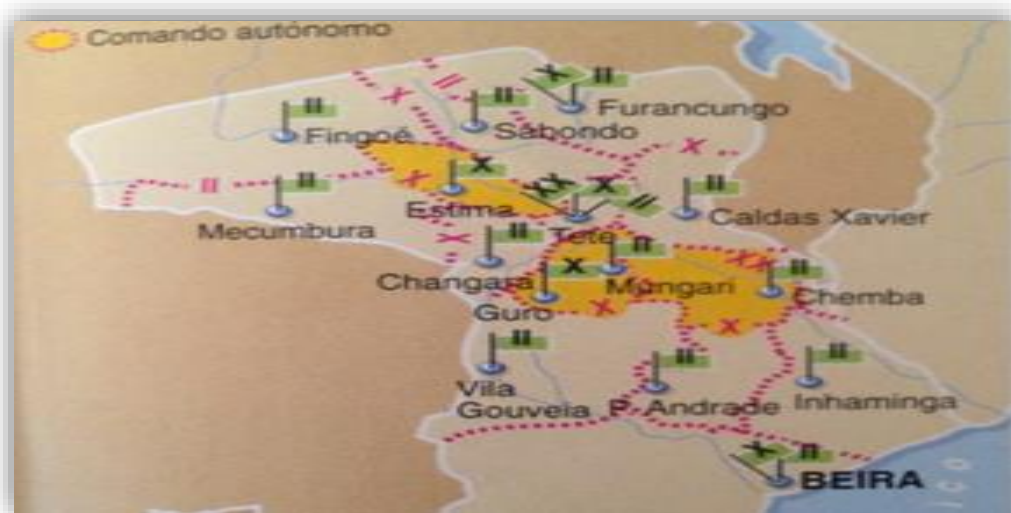 Comando autónomo
Furancungo
Fingoé
Sabondo
Estima
Mecumbura
Tete
Caldas Xavier
Changara
Mungari
Guro
Chemba
Vila
Gouveia
P. Andrade
Inhaminga
BEIRA